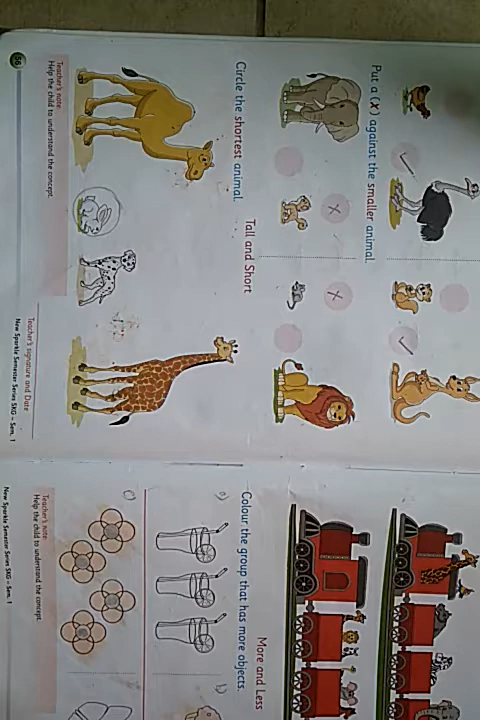 Put a (x) against the smaller animal.
Tall and Short
Circle the shortest animal.
Teacher's note:
Help the child to understand the concept.
Teacher's signature and Date
56
New Sparkle Semester Series SKG - Sem. 1
More and Less
Colour the group that has more objects.
Teacher's note:
Help the child to understand the concept.
New Sparkle Semester Series SKG - Sem. 1